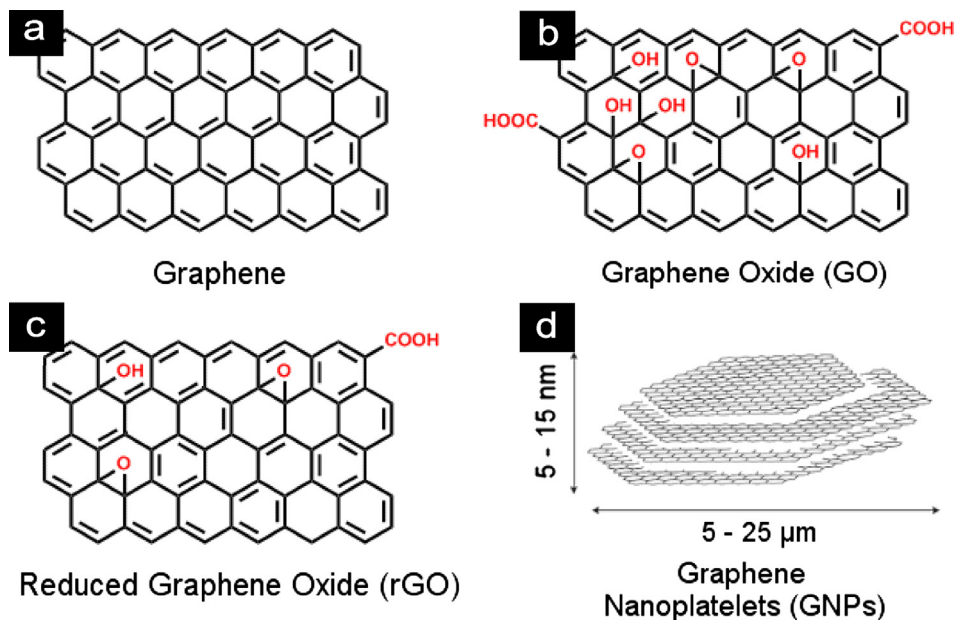 a
Graphene
b
COOH
OH
O
O
OH
OH
HOOC
O
OH
Graphene Oxide (GO)
c
COOH
OH
O
O
Reduced Graphene Oxide (rGO)
d
5 - 15 nm
5 - 25 µm
Graphene
Nanoplatelets (GNPs)